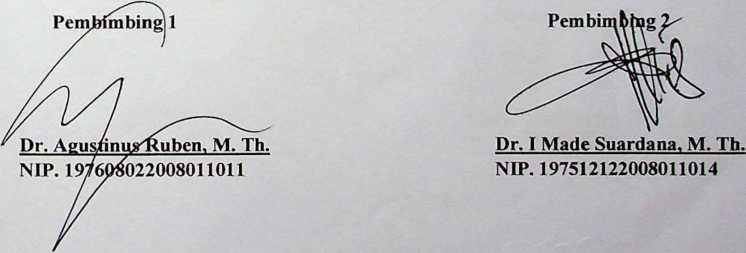 Pembimbing 1
Pembimbing 2
Dr. Agustinus Ruben, M. Th.
Dr. I Made Suardana, M. Th.
NIP. 197608022008011011
NIP. 197512122008011014